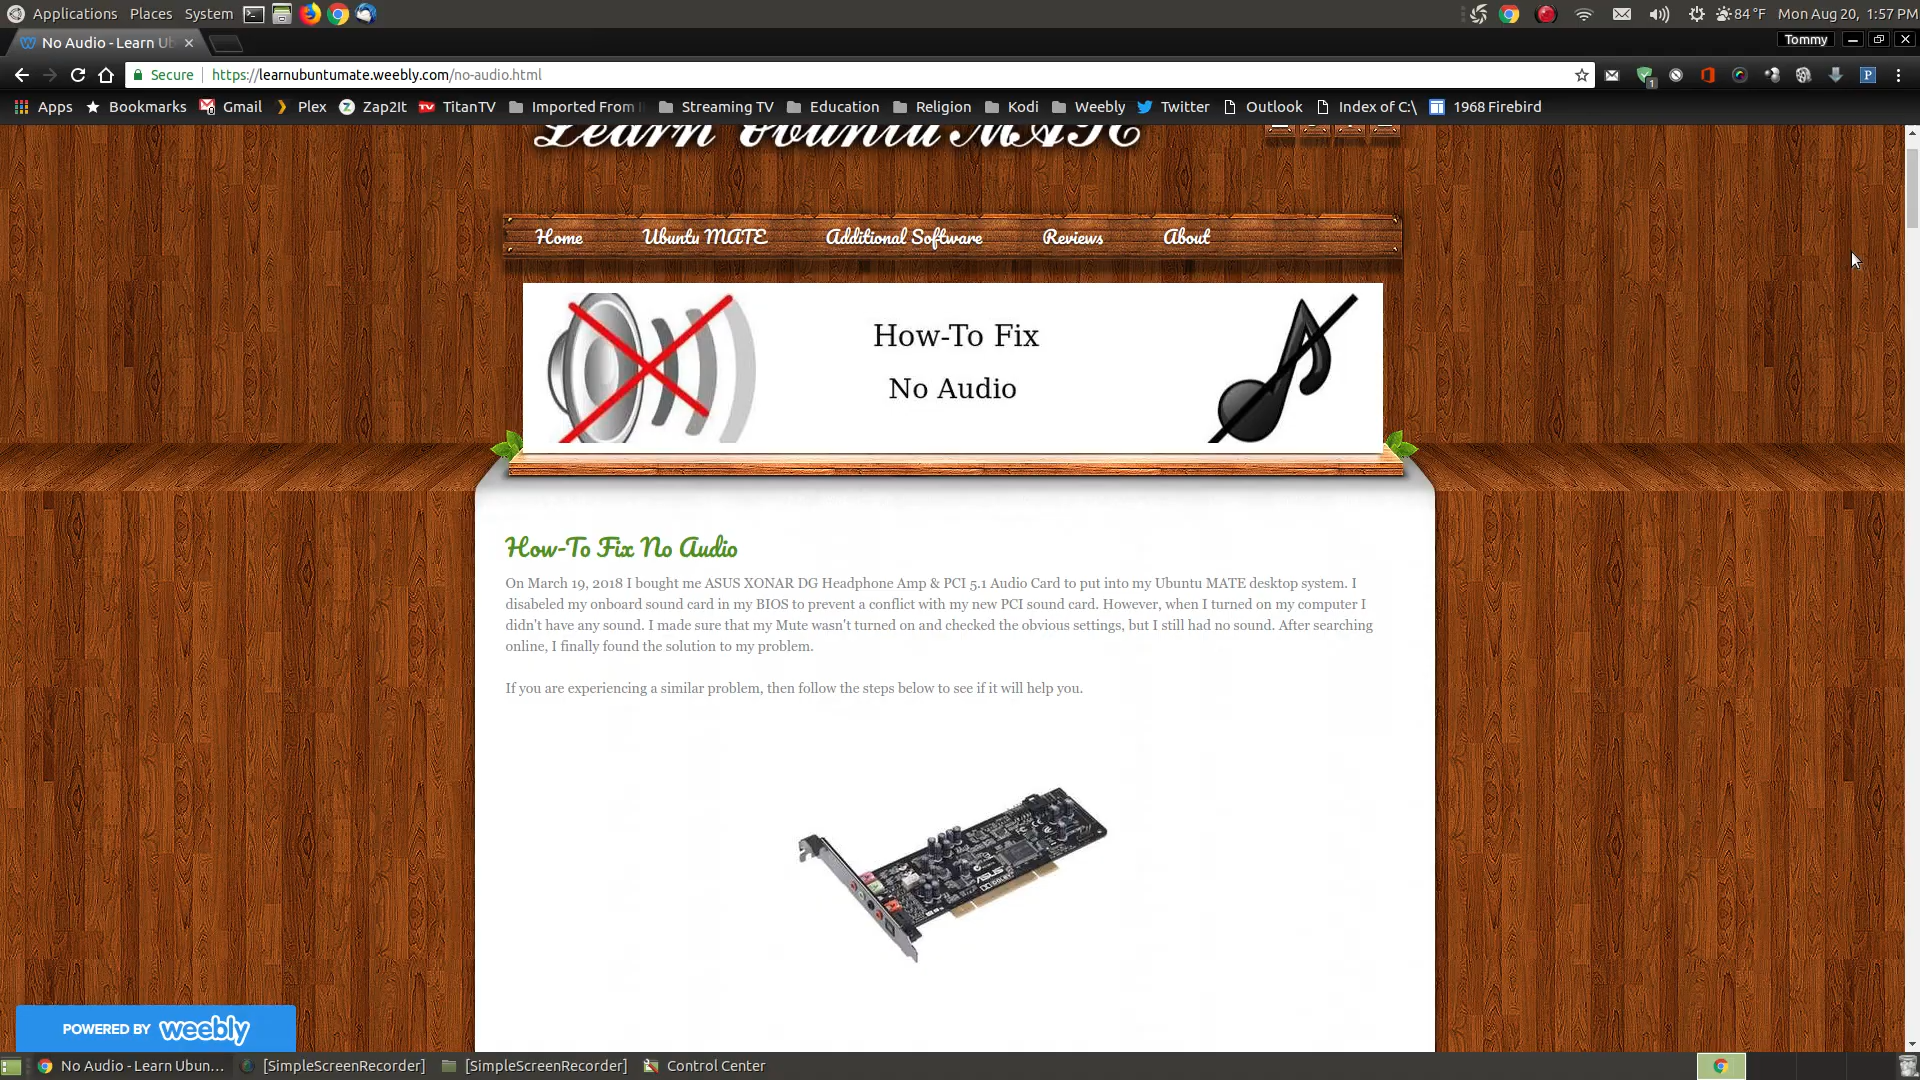 Applications Places System 84 °F Mon Aug 20, 1:57 PM
No Audio - Learn Ub Tommy
Secure https://learnubuntumate.weebly.com/no-audio.html
Apps Bookmarks Gmail Plex Zap2It TitanTV Imported From Streaming TV Education Religion Kodi Weebly Twitter Outlook Index of C:\ 1968 Firebird
Learn Ubuntu MATE
Home Ubuntu MATE Additional Software Reviews About
How-To Fix
No Audio
How-To Fix No Audio
On March 19, 2018 I bought me ASUS XONAR DG Headphone Amp & PCI 5.1 Audio Card to put into my Ubuntu MATE desktop system. I
disabeled my onboard sound card in my BIOS to prevent a conflict with my new PCI sound card. However, when I turned on my computer I
didn't have any sound. I made sure that my Mute wasn't turned on and checked the obvious settings, but I still had no sound. After searching
online, I finally found the solution to my problem.
If you are experiencing a similar problem, then follow the steps below to see if it will help you.
ASUS
POWERED BY weebly
No Audio - Learn Ubun... [SimpleScreenRecorder] [SimpleScreenRecorder] Control Center